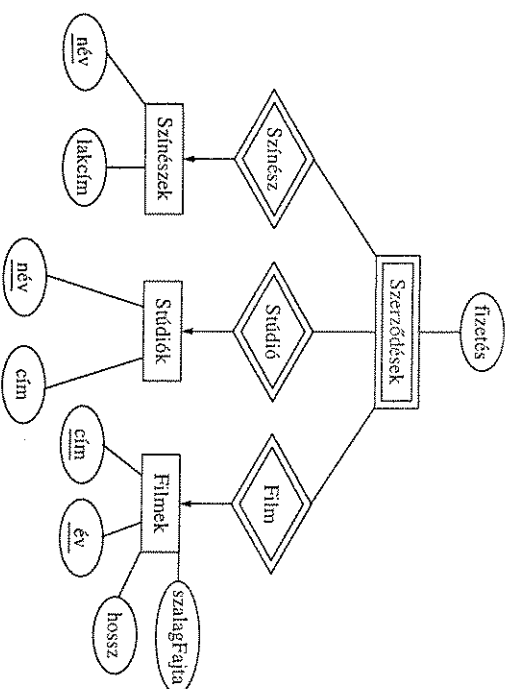 fizetés
Szerződések
Színész
Stúdió
Film
Színészek
Stúdiók
Filmek
név
lakcím
név
cím
cím
év
hossz
szalagFajta